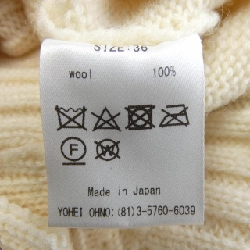 SIZE:36
wool 100%
F W
Made in Japan
YOHEI OHNO:(81)3-5760-6039